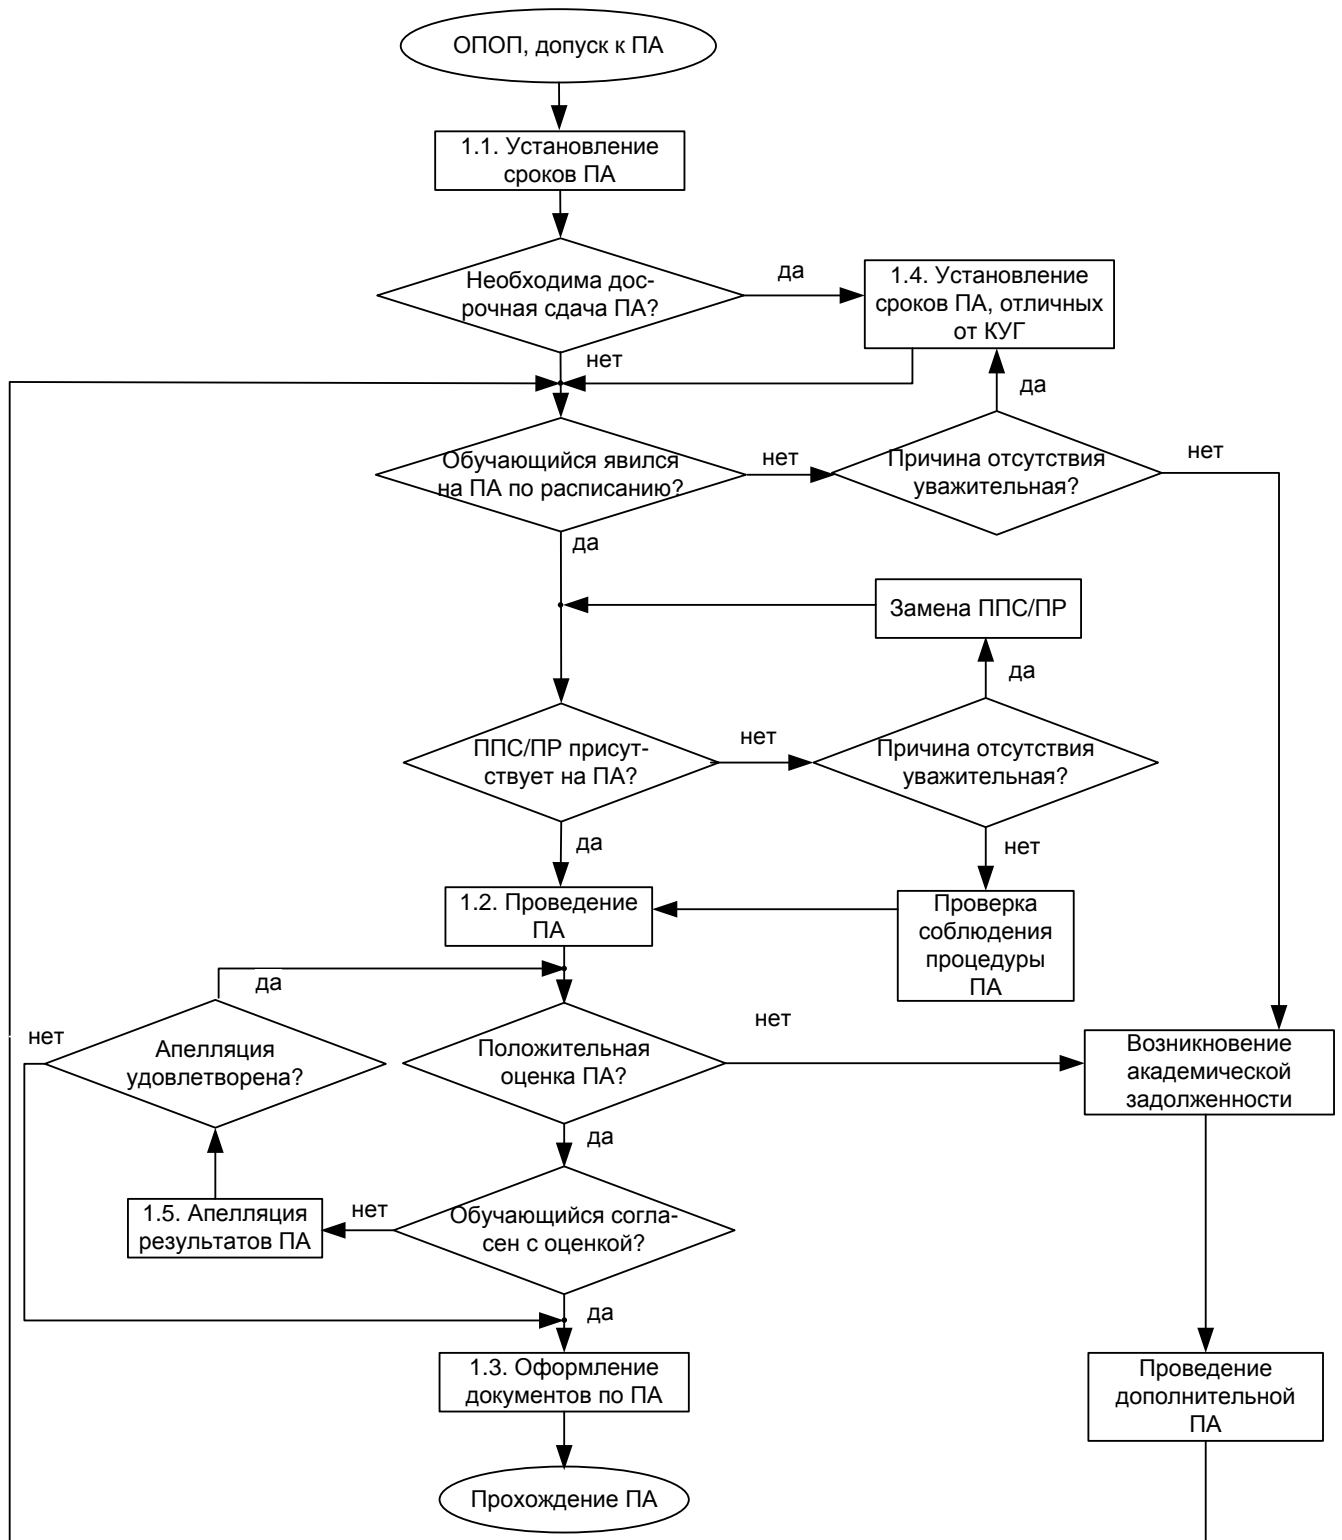 ОПОП, допуск к ПА
1.1. Установление
сроков ПА
Необходима дос-
рочная сдача ПА?
да
1.4. Установление
сроков ПА, отличных
от КУГ
нет
да
Обучающийся явился
на ПА по расписанию?
нет
Причина отсутствия
уважительная?
нет
да
Замена ППС/ПР
да
ППС/ПР присут-
ствует на ПА?
нет
Причина отсутствия
уважительная?
да
нет
1.2. Проведение
ПА
Проверка
соблюдения
процедуры
ПА
да
нет
Апелляция
удовлетворена?
Положительная
оценка ПА?
нет
Возникновение
академической
задолженности
да
1.5. Апелляция
результатов ПА
нет
Обучающийся согла-
сен с оценкой?
да
1.3. Оформление
документов по ПА
Проведение
дополнительной
ПА
Прохождение ПА